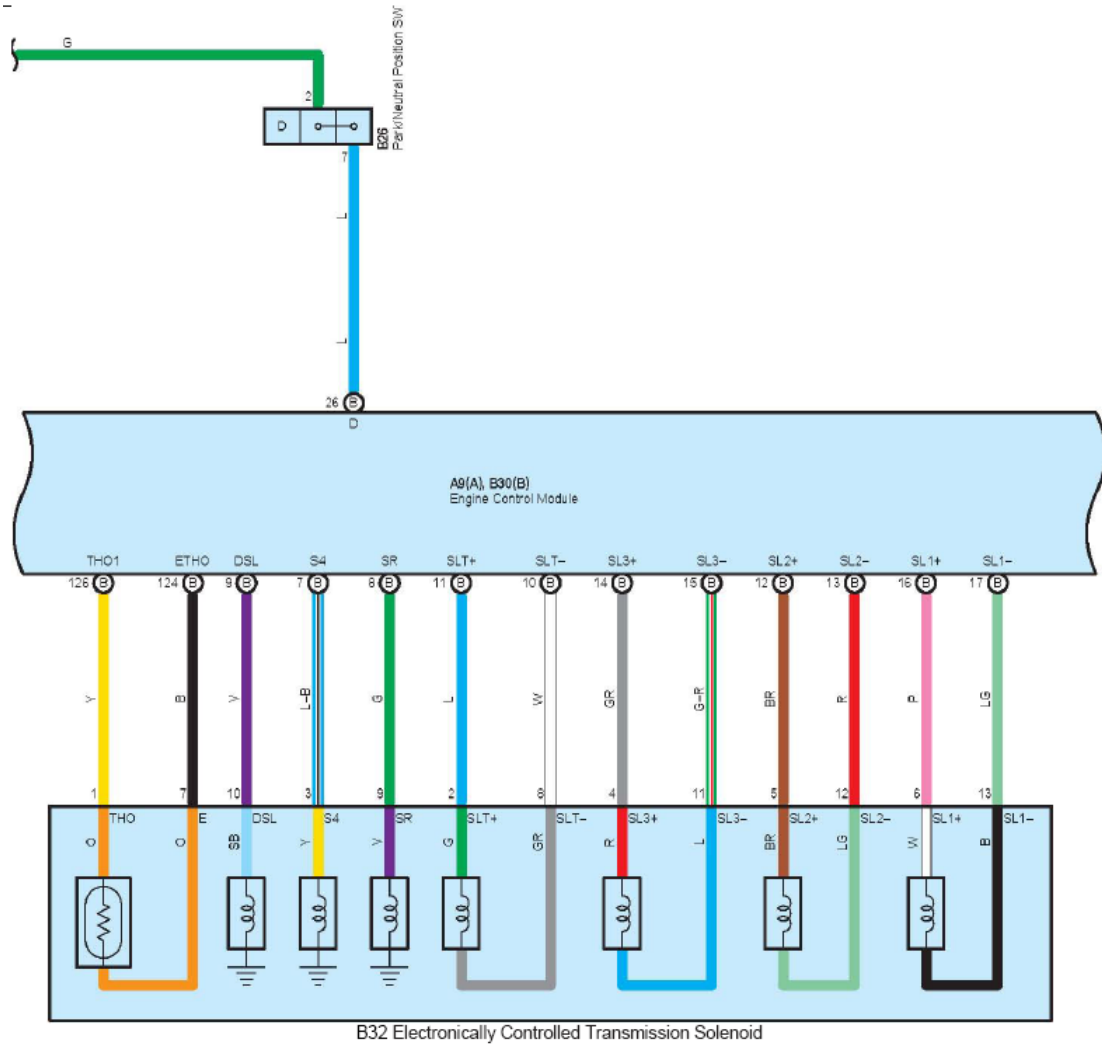 G
2
D
B26
Park/Neutral Position SW
7
L
L
26 B
D
A9(A), B30(B)
Engine Control Module
THO1 ETHO DSL S4 SR SLT+ SLT− SL3+ SL3− SL2+ SL2− SL1+ SL1−
126 B 124 B 9 B 7 B 8 B 11 B 10 B 14 B 15 B 12 B 13 B 16 B 17 B
Y B V L−B G L W GR G−R BR R P LG
1 7 10 3 9 2 8 4 11 5 12 6 13
THO E DSL S4 SR SLT+ SLT− SL3+ SL3− SL2+ SL2− SL1+ SL1−
O O SB Y V G GR R L BR LG W B
B32 Electronically Controlled Transmission Solenoid